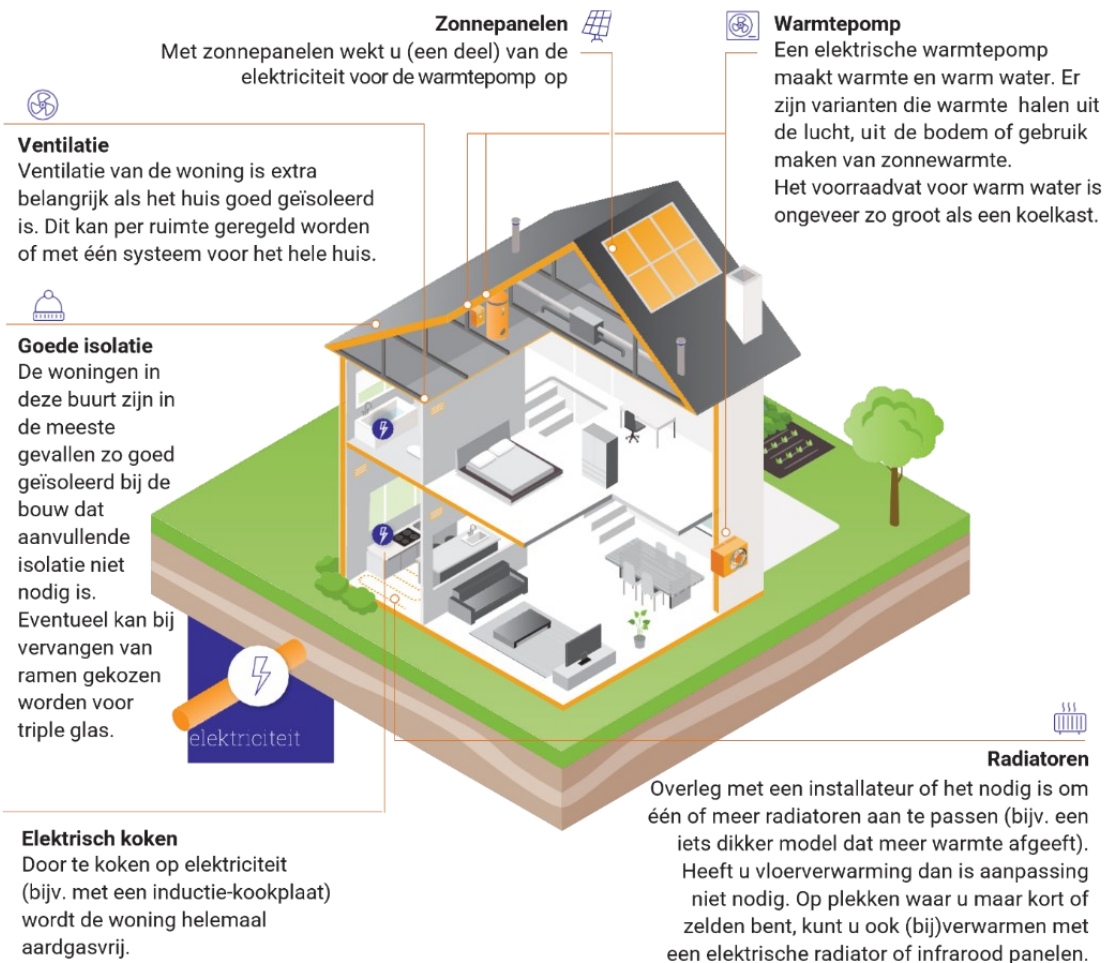 Zonnepanelen
Met zonnepanelen wekt u (een deel) van de
elektriciteit voor de warmtepomp op
Warmtepomp
Een elektrische warmtepomp
maakt warmte en warm water. Er
zijn varianten die warmte halen uit
de lucht, uit de bodem of gebruik
maken van zonnewarmte.
Het voorraadvat voor warm water is
ongeveer zo groot als een koelkast.
Ventilatie
Ventilatie van de woning is extra
belangrijk als het huis goed geïsoleerd
is. Dit kan per ruimte geregeld worden
of met één systeem voor het hele huis.
Goede isolatie
De woningen in
deze buurt zijn in
de meeste
gevallen zo goed
geïsoleerd bij de
bouw dat
aanvullende
isolatie niet
nodig is.
Eventueel kan bij
vervangen van
ramen gekozen
worden voor
triple glas.
elektriciteit
Elektrisch koken
Door te koken op elektriciteit
(bijv. met een inductie-kookplaat)
wordt de woning helemaal
aardgasvrij.
Radiatoren
Overleg met een installateur of het nodig is om
één of meer radiatoren aan te passen (bijv. een
iets dikker model dat meer warmte afgeeft).
Heeft u vloerverwarming dan is aanpassing
niet nodig. Op plekken waar u maar kort of
zelden bent, kunt u ook (bij)verwarmen met
een elektrische radiator of infrarood panelen.